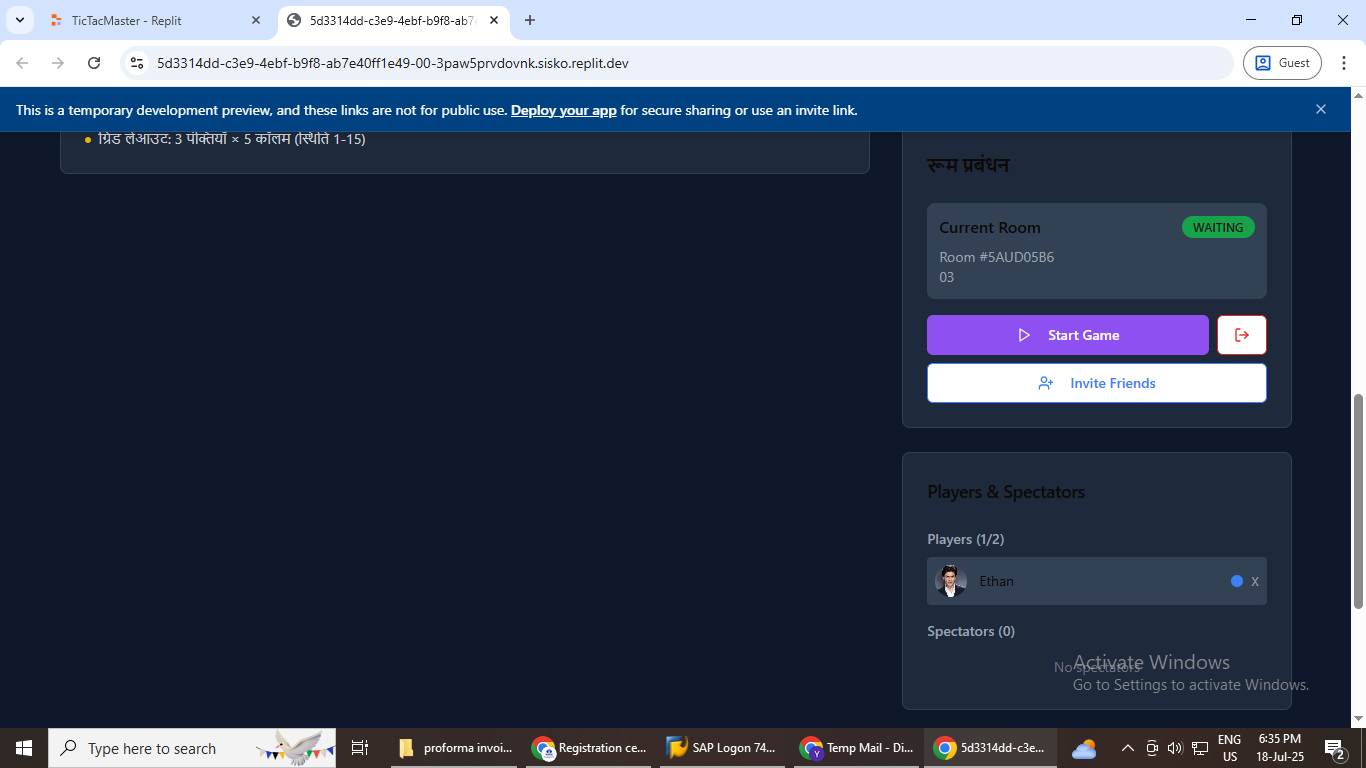 TicTacMaster - Replit
5d3314dd-c3e9-4ebf-b9f8-ab7
5d3314dd-c3e9-4ebf-b9f8-ab7e40ff1e49-00-3paw5prvdovnk.sisko.replit.dev
Guest
This is a temporary development preview, and these links are not for public use. Deploy your app for secure sharing or use an invite link.
ग्रिड लेआउट: 3 पंक्तियाँ × 5 कॉलम (स्थिति 1-15)
रूम प्रबंधन
Current Room
WAITING
Room #5AUD05B6
03
Start Game
Invite Friends
Players & Spectators
Players (1/2)
Ethan
X
Spectators (0)
No spectators
Activate Windows
Go to Settings to activate Windows.
Type here to search
proforma invoi...
Registration ce...
SAP Logon 74...
Temp Mail - Di...
5d3314dd-c3e...
ENG
US
6:35 PM
18-Jul-25
2